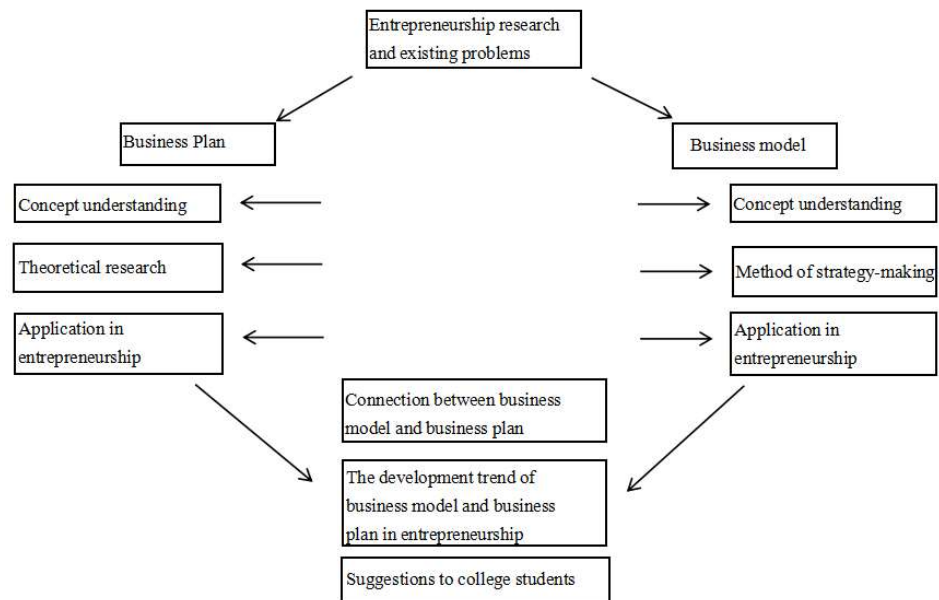 Entrepreneurship research
and existing problems
Business Plan
Business model
Concept understanding
Concept understanding
Theoretical research
Method of strategy-making
Application in
entrepreneurship
Application in
entrepreneurship
Connection between business
model and business plan
The development trend of
business model and business
plan in entrepreneurship
Suggestions to college students